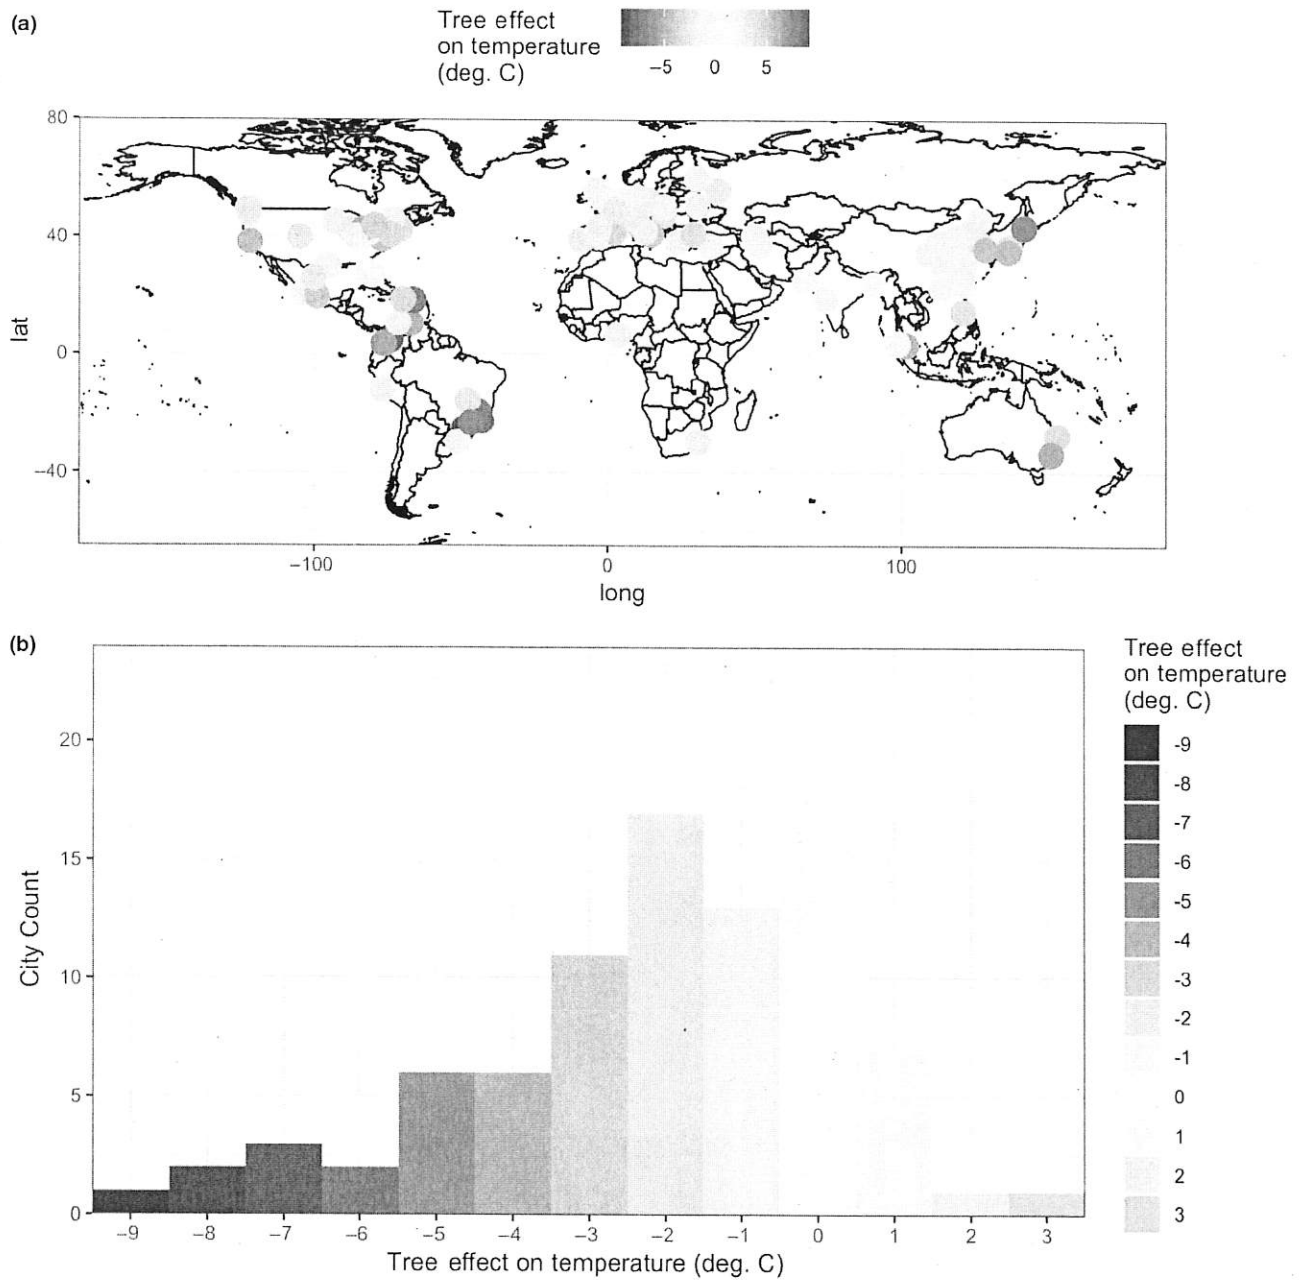 (a)
Tree effect
on temperature
(deg. C)
−5 0 5
80
40
0
−40
lat
−100 0 100
long
(b)
Tree effect
on temperature
(deg. C)
-9
-8
-7
-6
-5
-4
-3
-2
-1
0
1
2
3
20
15
10
5
0
City Count
−9 −8 −7 −6 −5 −4 −3 −2 −1 0 1 2 3
Tree effect on temperature (deg. C)